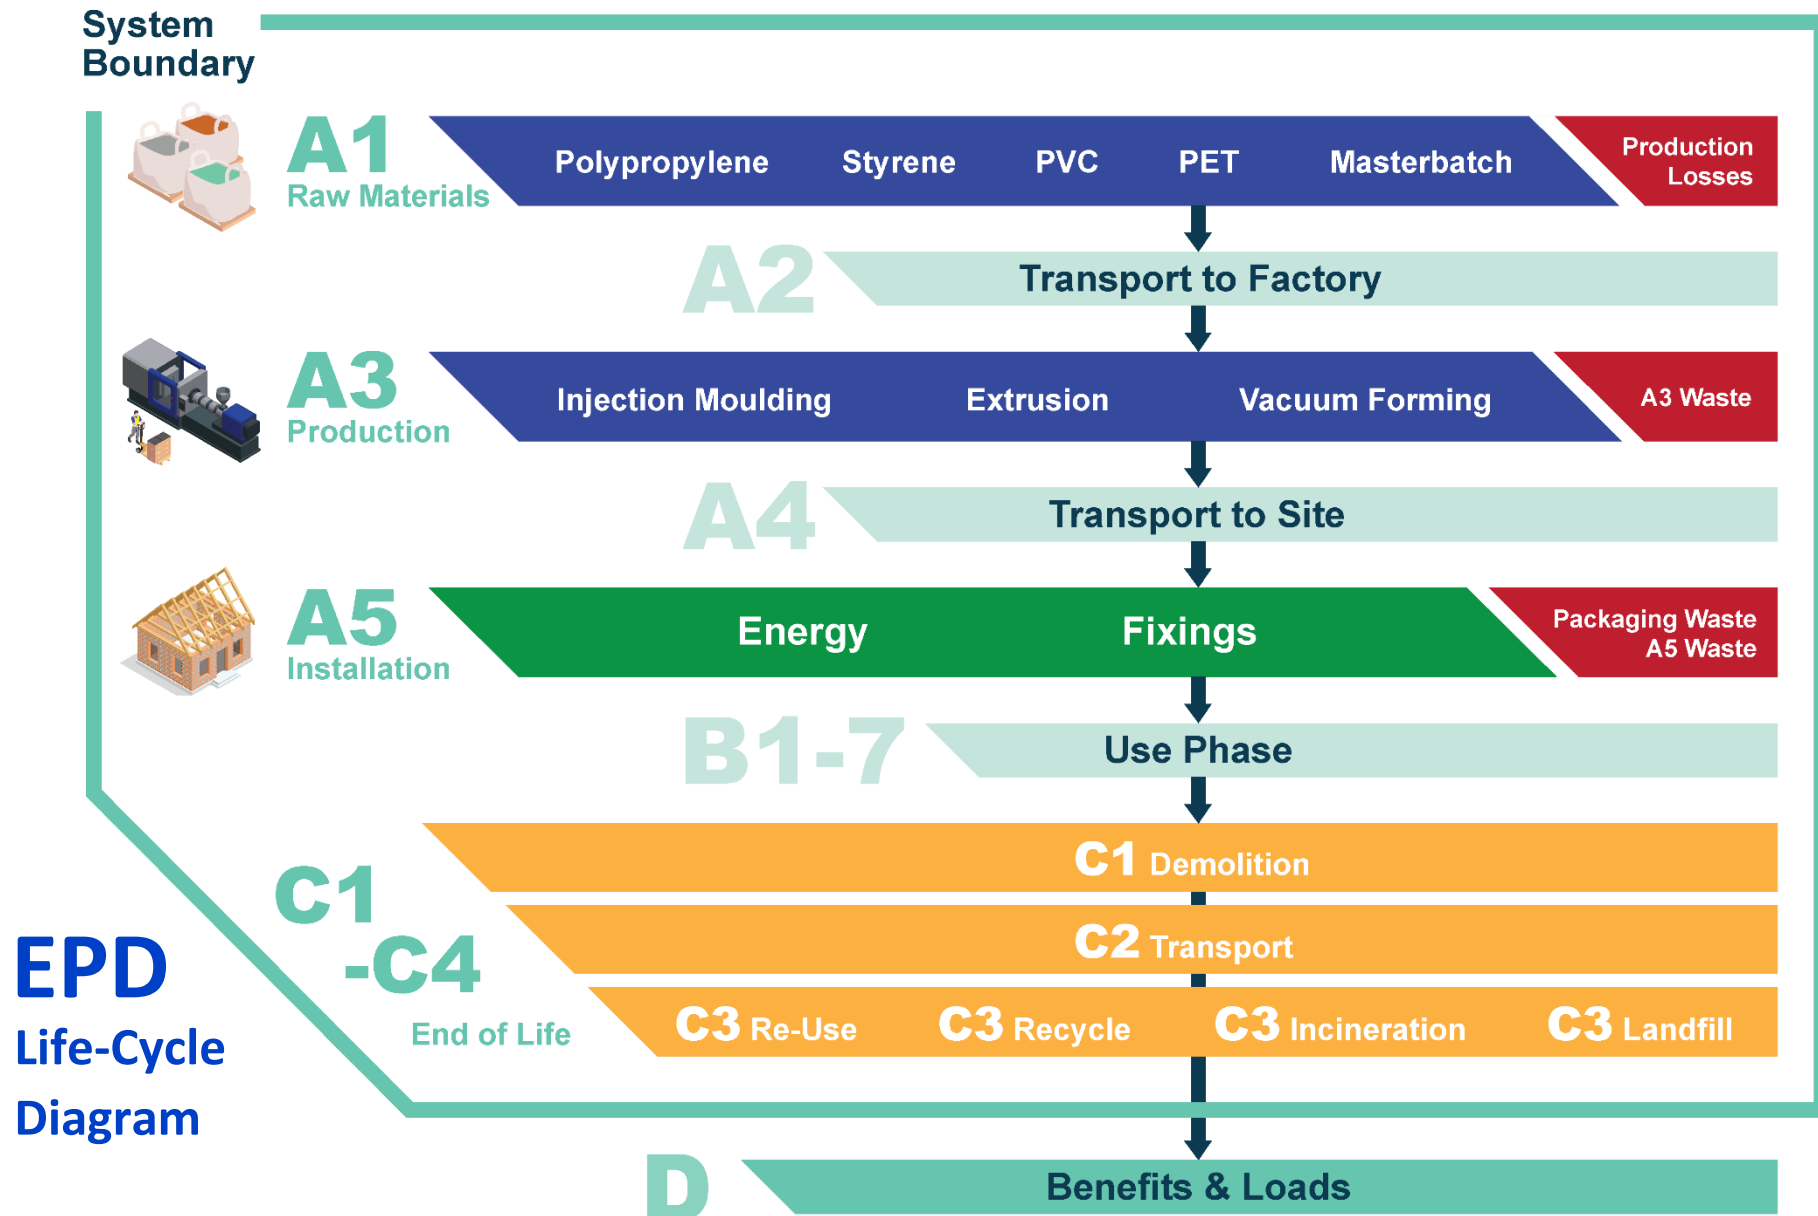 System
Boundary
A1
Raw Materials
Polypropylene Styrene PVC PET Masterbatch
Production
Losses
A2
Transport to Factory
A3
Production
Injection Moulding Extrusion Vacuum Forming
A3 Waste
A4
Transport to Site
A5
Installation
Energy Fixings
Packaging Waste
A5 Waste
B1-7
Use Phase
C1
-C4
End of Life
C1 Demolition
C2 Transport
C3 Re-Use C3 Recycle C3 Incineration C3 Landfill
EPD
Life-Cycle
Diagram
D
Benefits & Loads